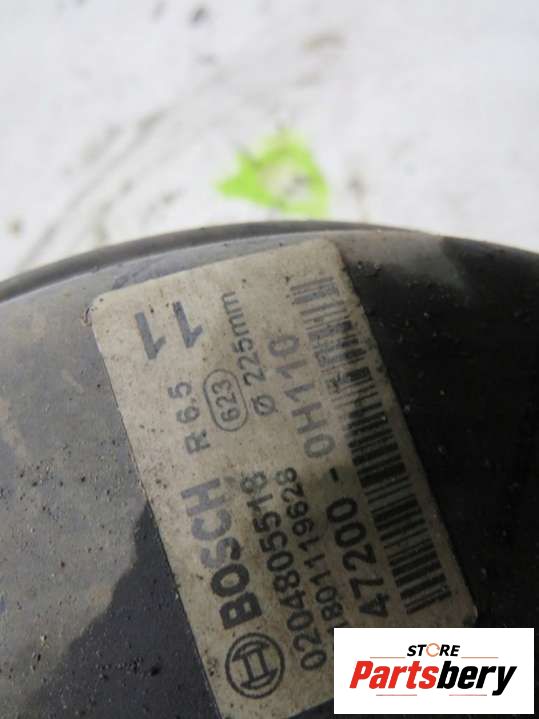 11
R 6,5
623
Ø 225mm
BOSCH
0204805518
1801119628
47200 - 0H110
STORE
Partsbery